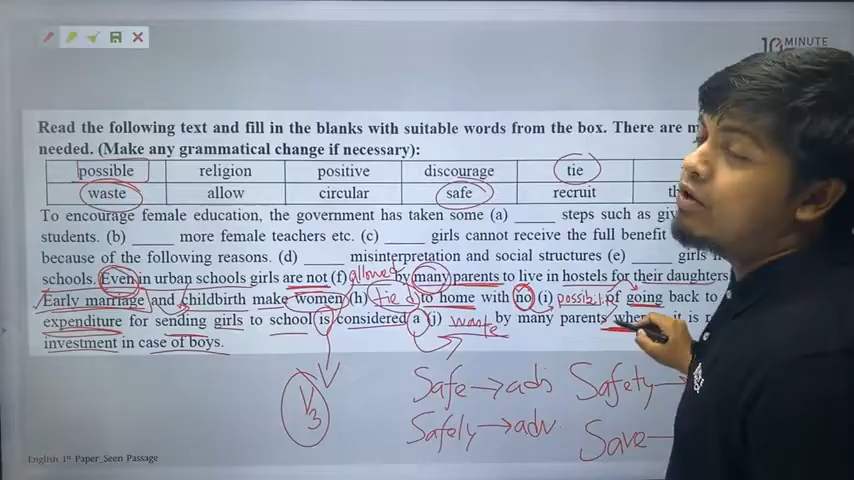 10 MINUTE
Read the following text and fill in the blanks with suitable words from the box. There are
needed. (Make any grammatical change if necessary):
possible religion positive discourage tie
waste allow circular safe recruit
To encourage female education, the government has taken some (a) _____ steps such as
students. (b) _____ more female teachers etc. (c) _____ girls cannot receive the full benefit
because of the following reasons. (d) _____ misinterpretation and social structures (e) _____ girls
schools. Even in urban schools girls are not (f) allowed by many parents to live in hostels for their daughters
Early marriage and childbirth make women (h) tied to home with no (i) of going back to
expenditure for sending girls to school is considered a (j) waste by many parents it is
investment in case of boys.
V3
Safe → adj Safety
Safely → adv. Save
English 1st Paper_Seen Passage